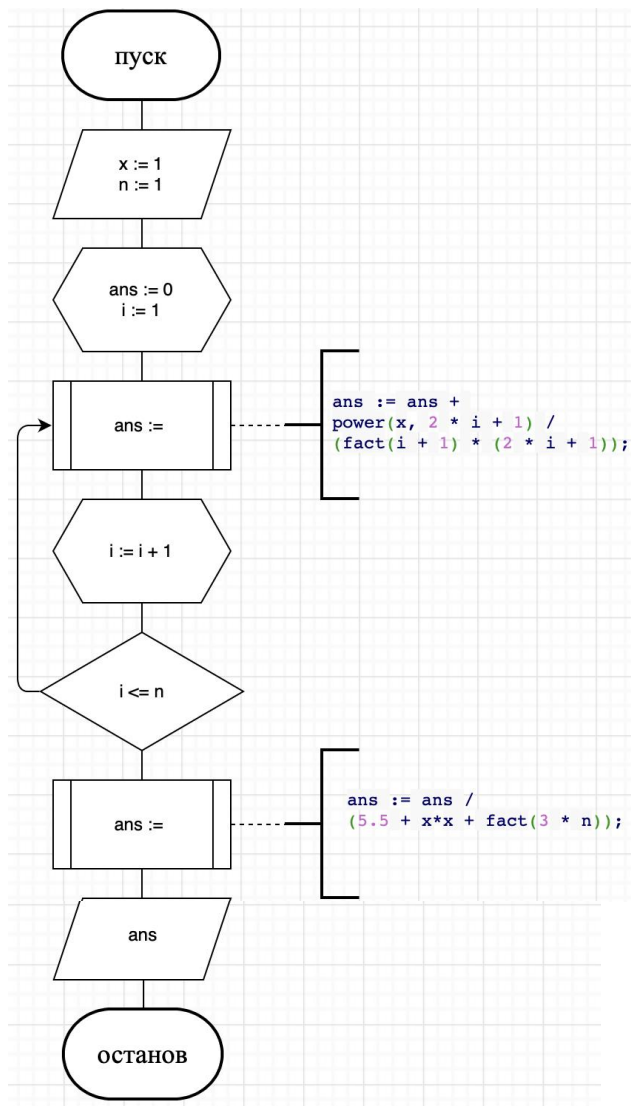 пуск
x := 1
n := 1
ans := 0
i := 1
ans :=
ans := ans +
power(x, 2 * i + 1) /
(fact(i + 1) * (2 * i + 1));
i := i + 1
i <= n
ans :=
ans := ans /
(5.5 + x*x + fact(3 * n));
ans
останов